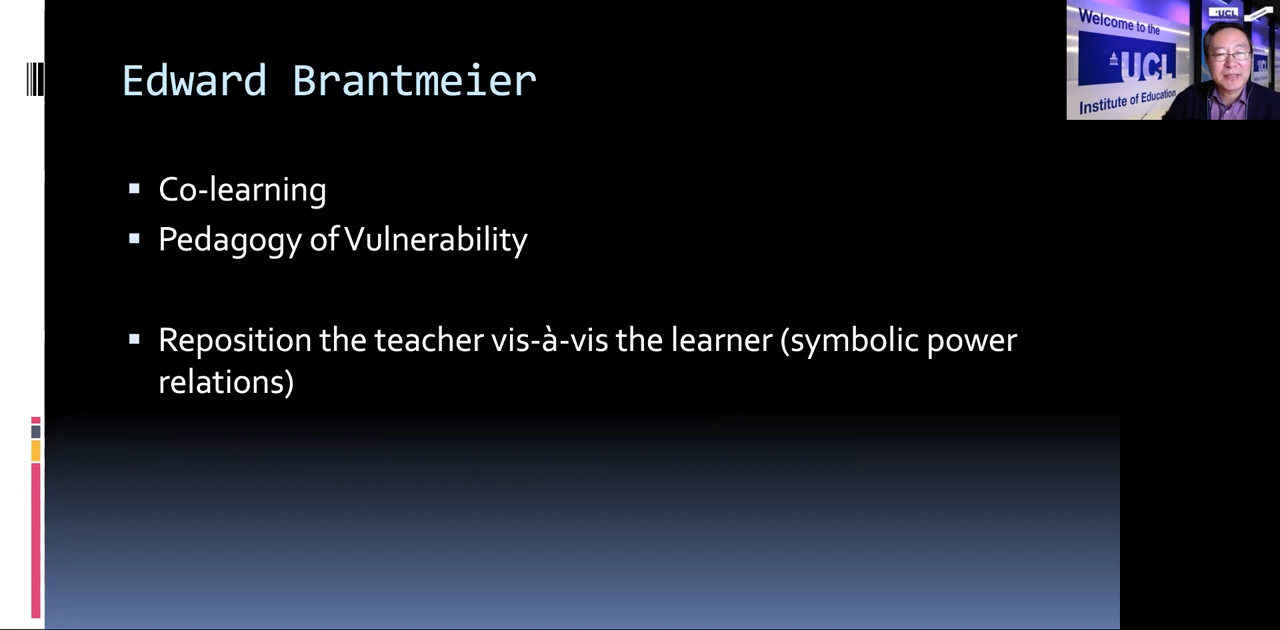 Edward Brantmeier
Co-learning
Pedagogy of Vulnerability
Reposition the teacher vis-à-vis the learner (symbolic power
relations)
Welcome to the
UCL
Institute of Education
UCL